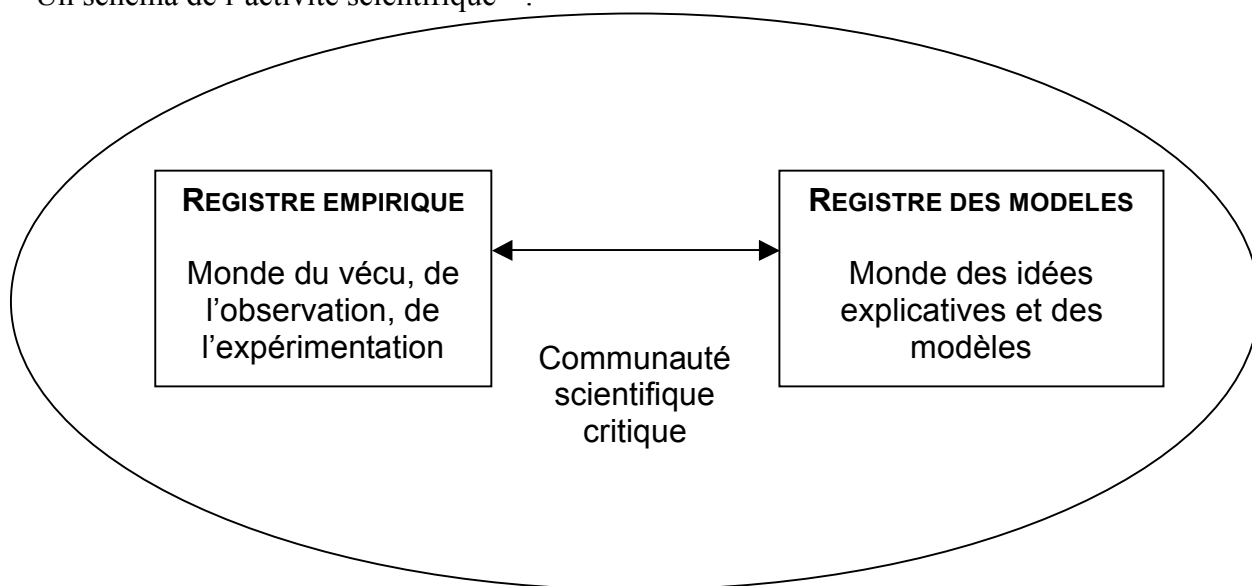 Un schéma de l'activité scientifique :
REGISTRE EMPIRIQUE
Monde du vécu, de
l'observation, de
l'expérimentation
Communauté
scientifique
critique
REGISTRE DES MODELES
Monde des idées
explicatives et des
modèles